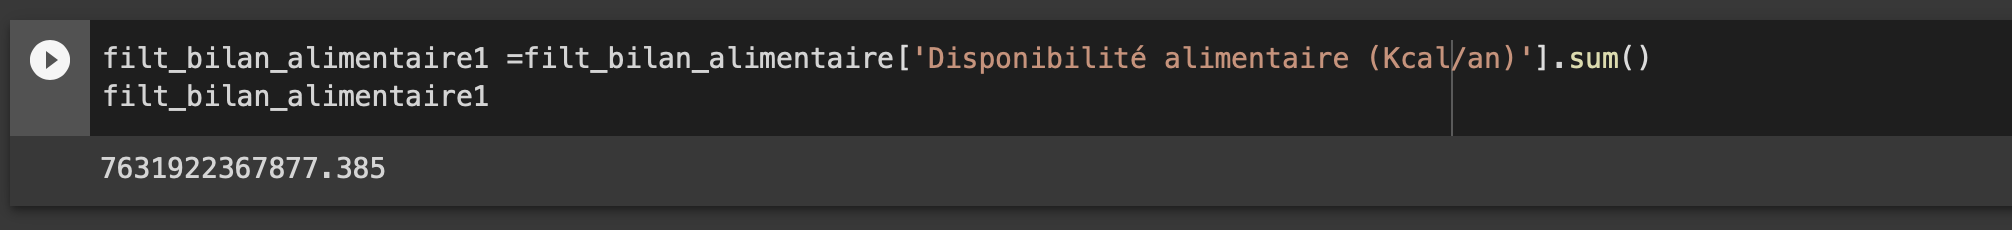 filt_bilan_alimentaire1 =filt_bilan_alimentaire['Disponibilité alimentaire (Kcal/an)'].sum()
filt_bilan_alimentaire1
7631922367877.385